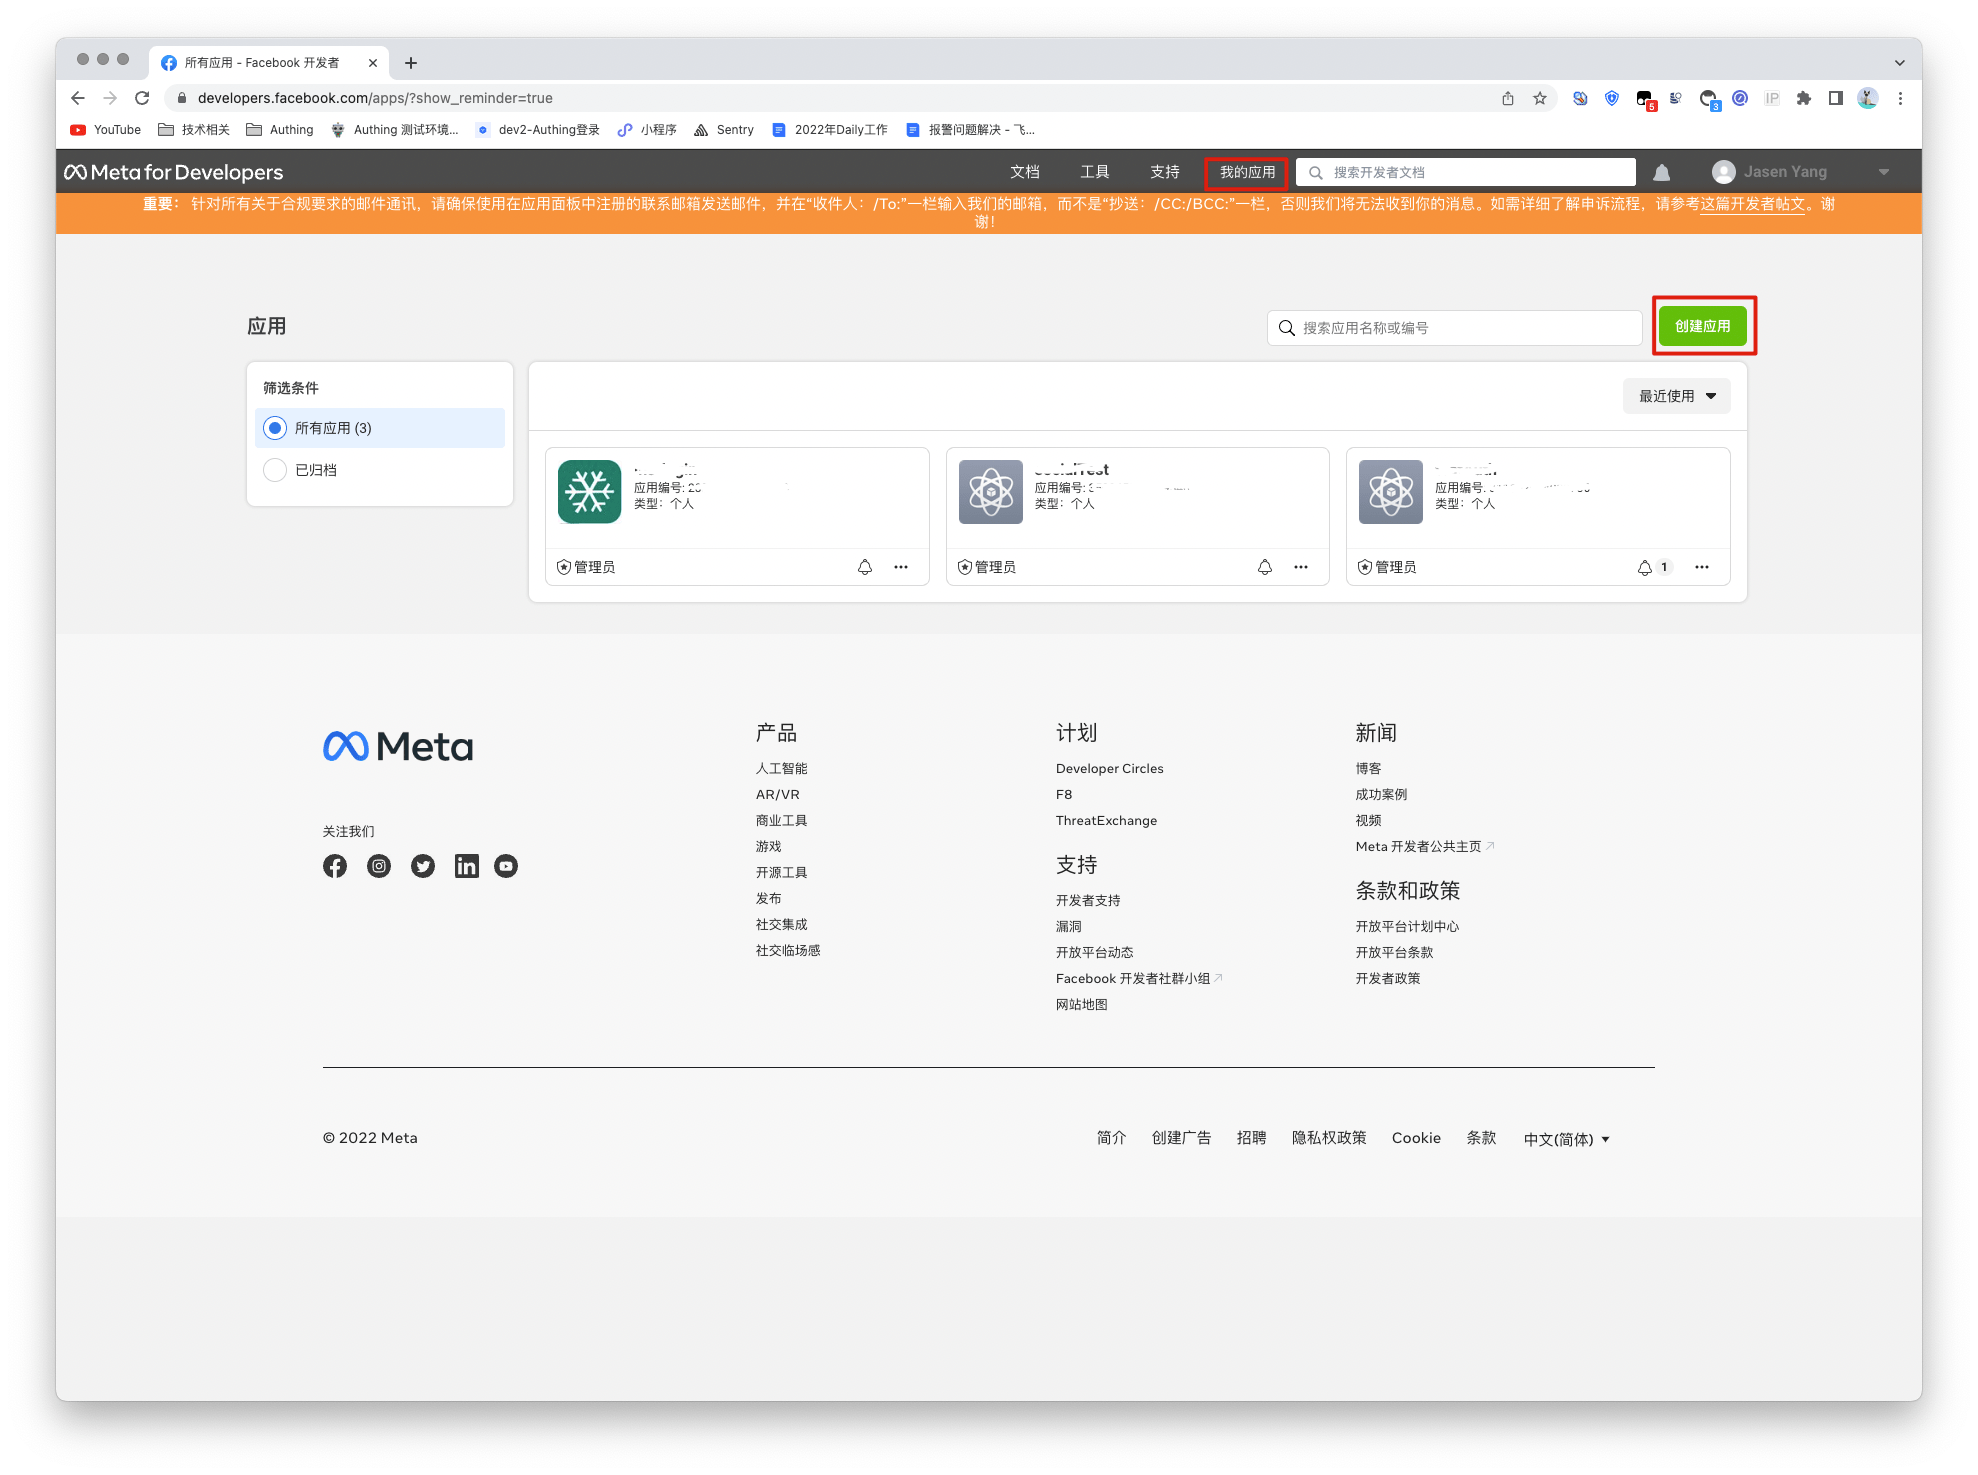 所有应用 - Facebook 开发者
developers.facebook.com/apps/?show_reminder=true
5
3
IP
YouTube
技术相关
Authing
Authing 测试环境...
dev2-Authing登录
小程序
Sentry
2022年Daily工作
报警问题解决 - 飞...
Meta for Developers
文档
工具
支持
我的应用
搜索开发者文档
Jasen Yang
重要： 针对所有关于合规要求的邮件通讯，请确保使用在应用面板中注册的联系邮箱发送邮件，并在“收件人：/To:”一栏输入我们的邮箱，而不是“抄送：/CC:/BCC:”一栏，否则我们将无法收到你的消息。如需详细了解申诉流程，请参考这篇开发者帖文。谢
谢！
应用
搜索应用名称或编号
创建应用
筛选条件
所有应用 (3)
已归档
最近使用
应用编号:
类型：个人
管理员
应用编号:
类型：个人
管理员
应用编号:
类型：个人
管理员
1
Meta
关注我们
产品
人工智能
AR/VR
商业工具
游戏
开源工具
发布
社交集成
社交临场感
计划
Developer Circles
F8
ThreatExchange
支持
开发者支持
漏洞
开放平台动态
Facebook 开发者社群小组
网站地图
新闻
博客
成功案例
视频
Meta 开发者公共主页
条款和政策
开放平台计划中心
开放平台条款
开发者政策
© 2022 Meta
简介
创建广告
招聘
隐私权政策
Cookie
条款
中文(简体)